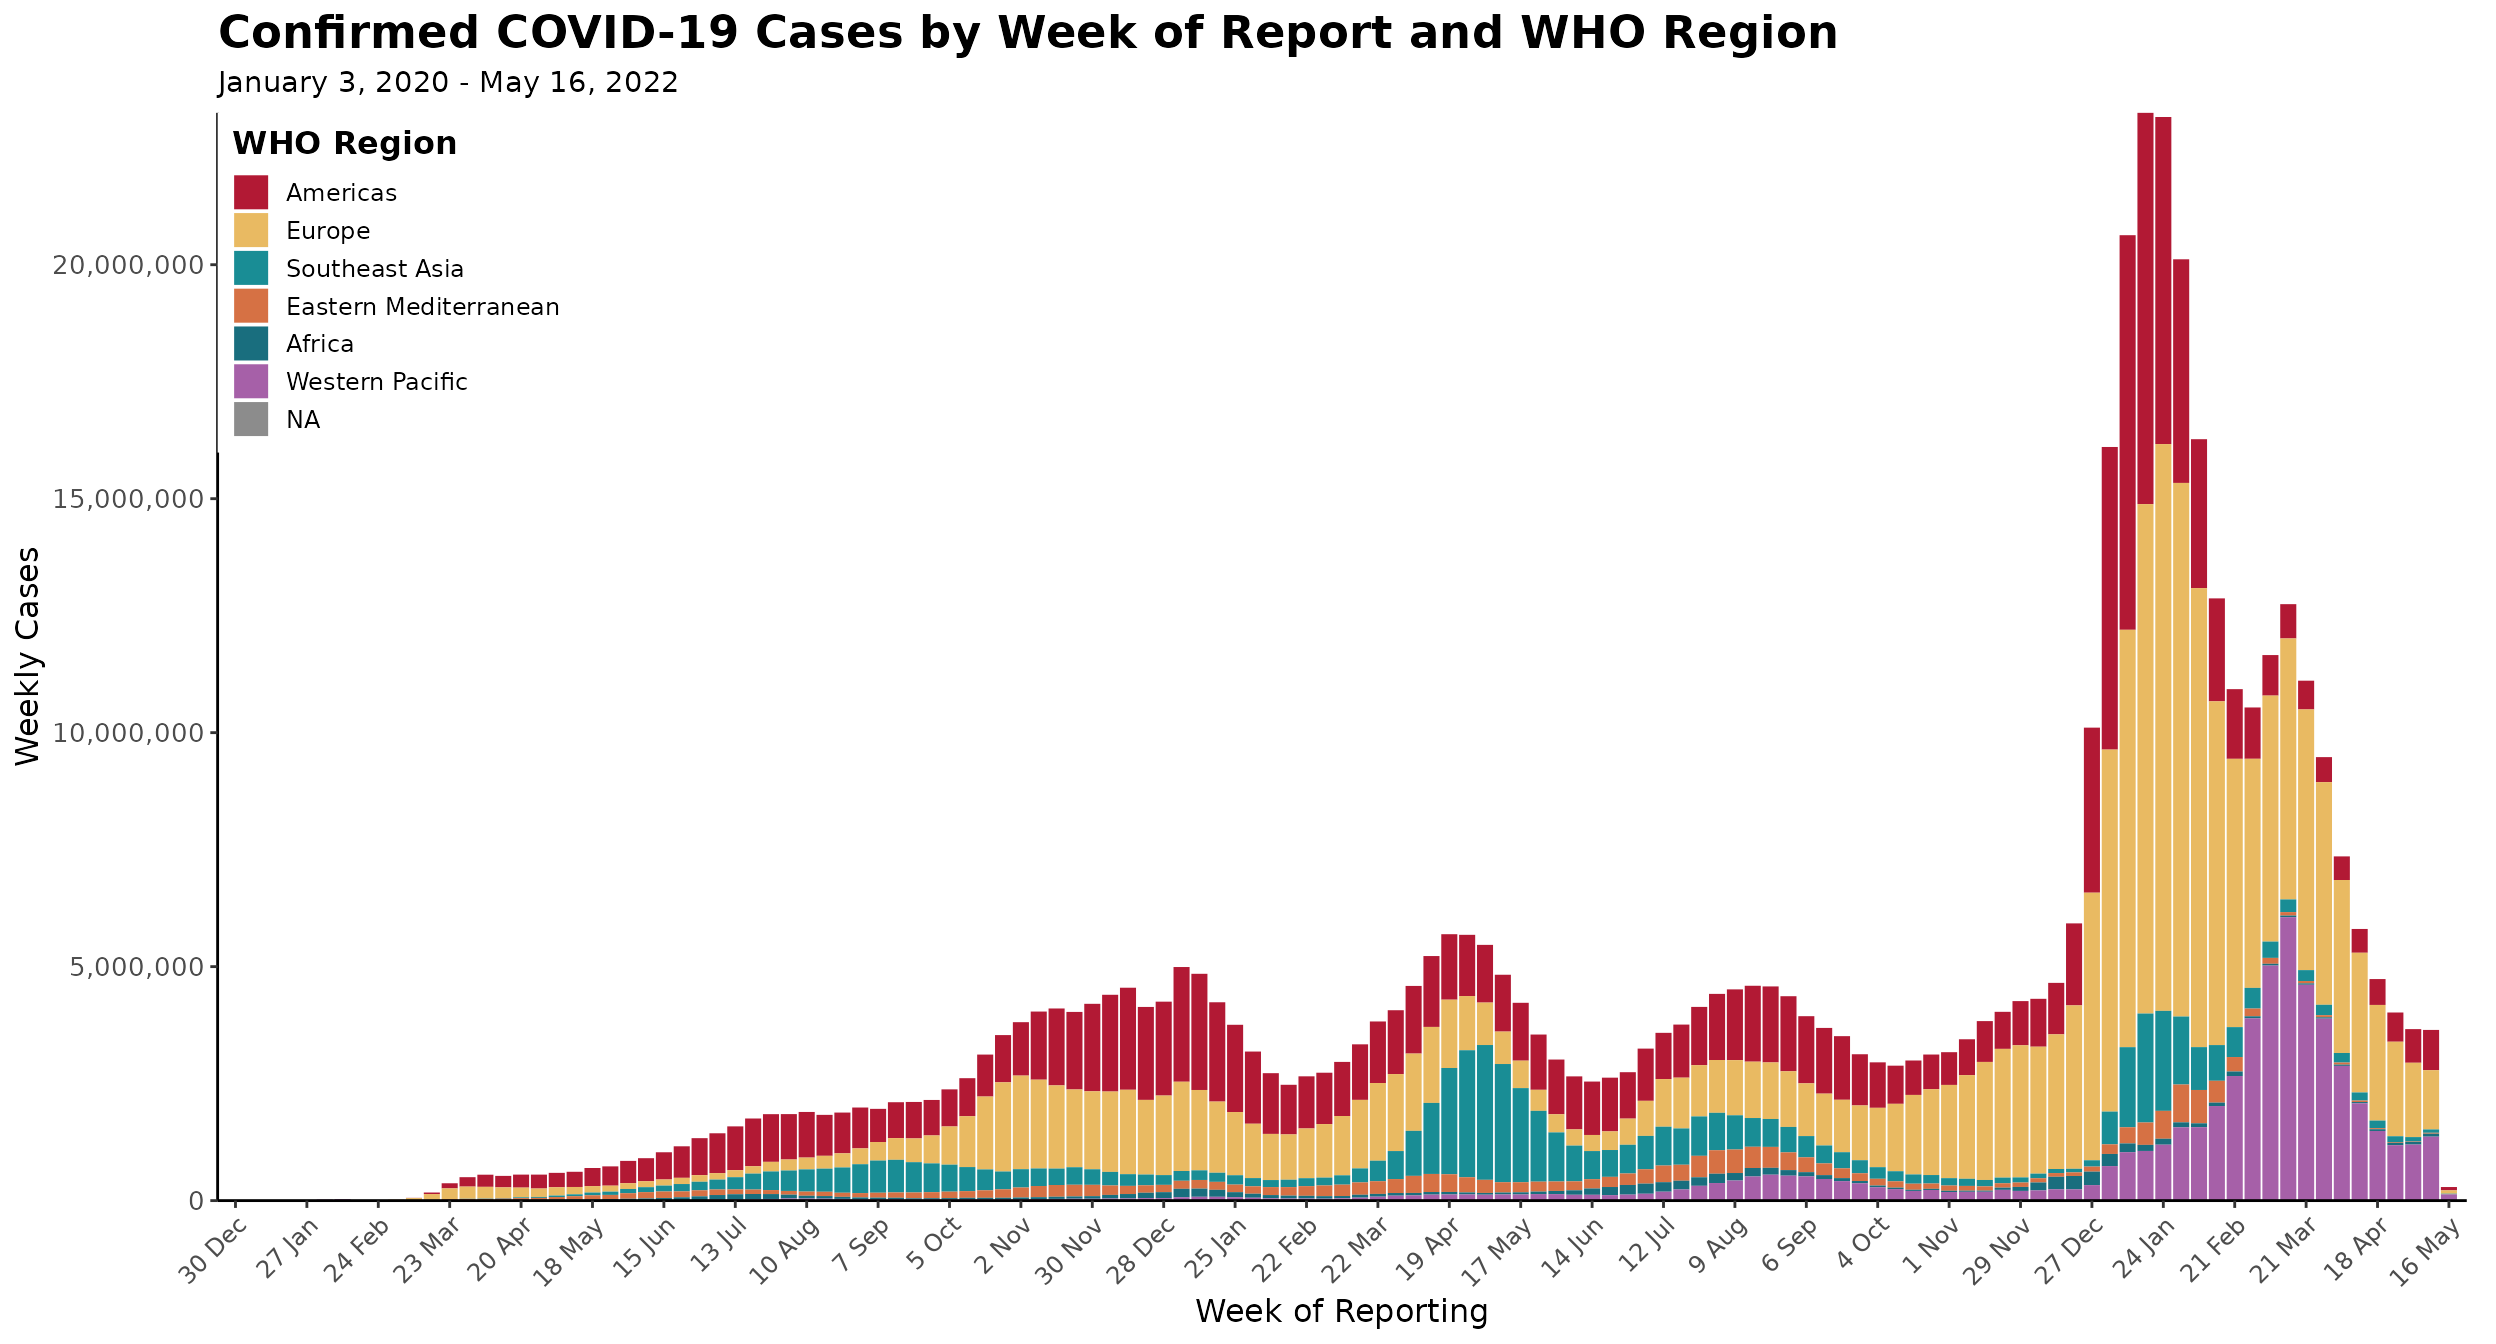 Confirmed COVID-19 Cases by Week of Report and WHO Region
January 3, 2020 - May 16, 2022
WHO Region
Americas
Europe
Southeast Asia
Eastern Mediterranean
Africa
Western Pacific
NA
Weekly Cases
20,000,000
15,000,000
10,000,000
5,000,000
0
30 Dec
27 Jan
24 Feb
23 Mar
20 Apr
18 May
15 Jun
13 Jul
10 Aug
7 Sep
5 Oct
2 Nov
30 Nov
28 Dec
25 Jan
22 Feb
22 Mar
19 Apr
17 May
14 Jun
12 Jul
9 Aug
6 Sep
4 Oct
1 Nov
29 Nov
27 Dec
24 Jan
21 Feb
21 Mar
18 Apr
16 May
Week of Reporting